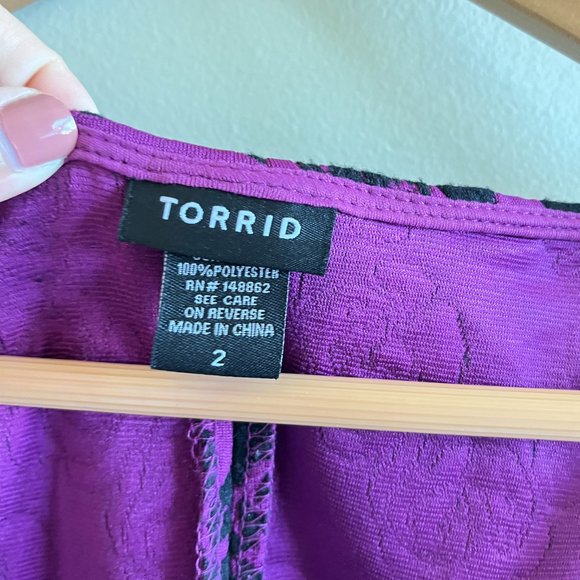 TORRID
100% POLYESTER
RN# 148862
SEE CARE
ON REVERSE
MADE IN CHINA
2